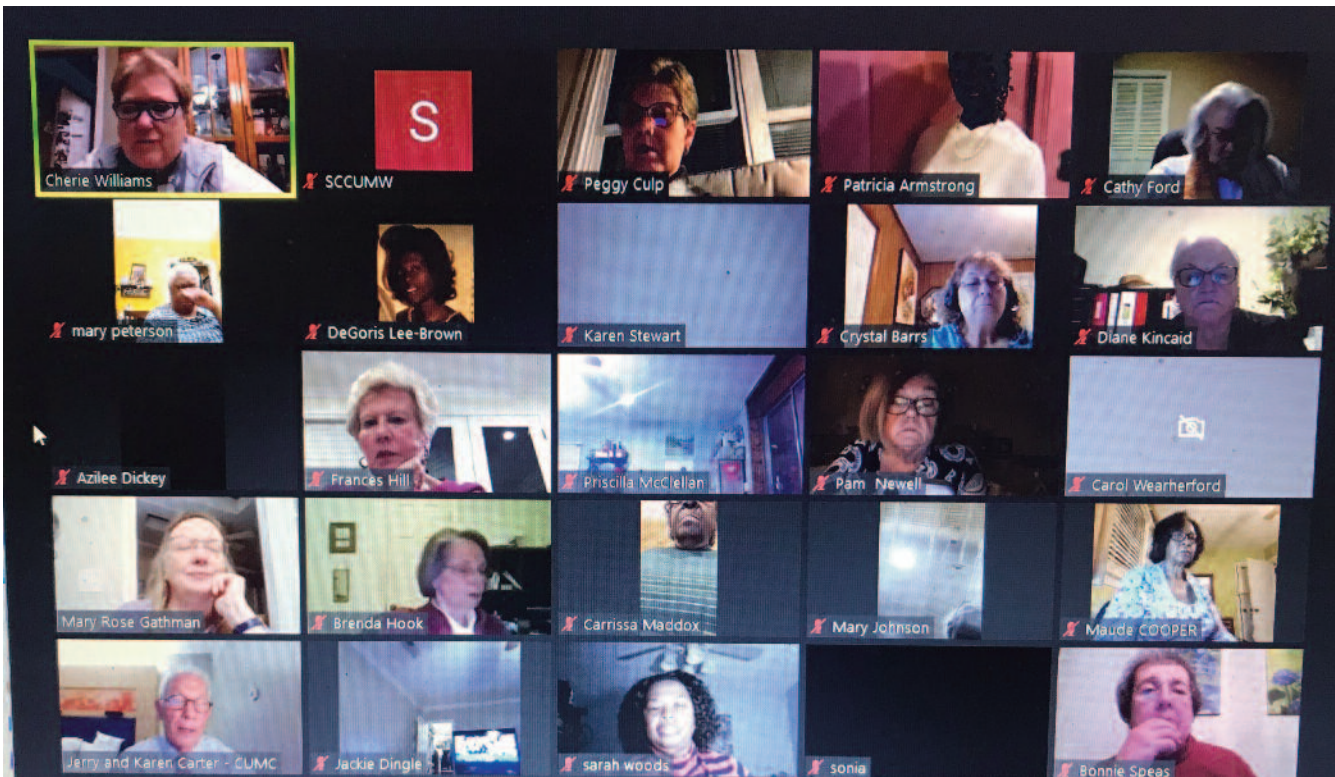 Cherie Williams
S
SCCUMW
Peggy Culp
Patricia Armstrong
Cathy Ford
mary peterson
DeGoris Lee-Brown
Karen Stewart
Crystal Barrs
Diane Kincaid
Azilee Dickey
Frances Hill
Priscilla McClellan
Pam Newell
Carol Wearherford
Mary Rose Gathman
Brenda Hook
Carrissa Maddox
Mary Johnson
Maude COOPER
Jerry and Karen Carter - CUMC
Jackie Dingle
sarah woods
sonia
Bonnie Speas